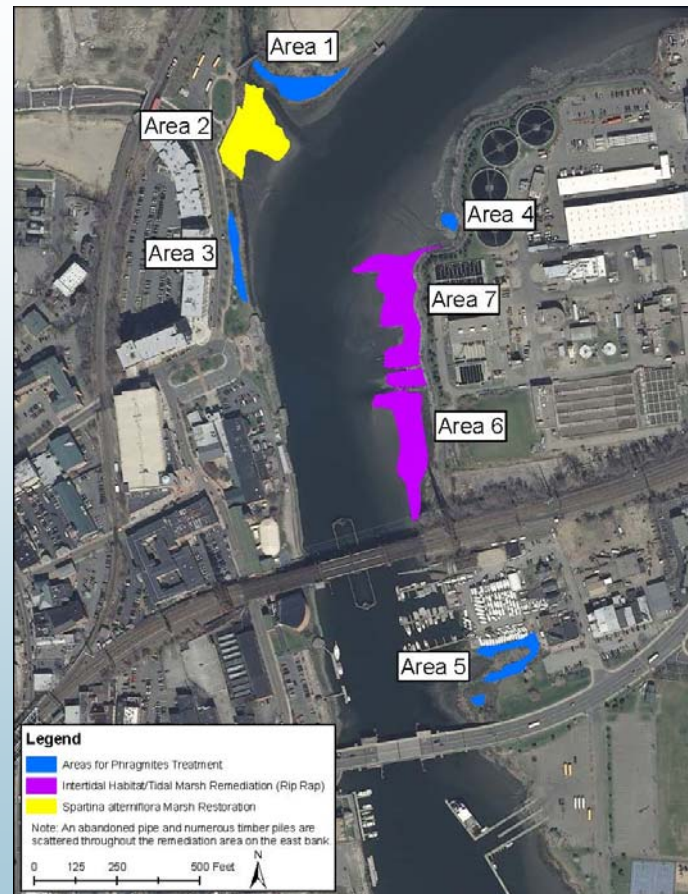 Area 1
Area 2
Area 4
Area 3
Area 7
Area 6
Area 5
Legend
Areas for Phragmites Treatment
Intertidal Habitat/Tidal Marsh Remediation (Rip Rap)
Spartina alterniflora Marsh Restoration
Note: An abandoned pipe and numerous timber piles are
scattered throughout the remediation area on the east bank.
N
0 125 250 500 Feet